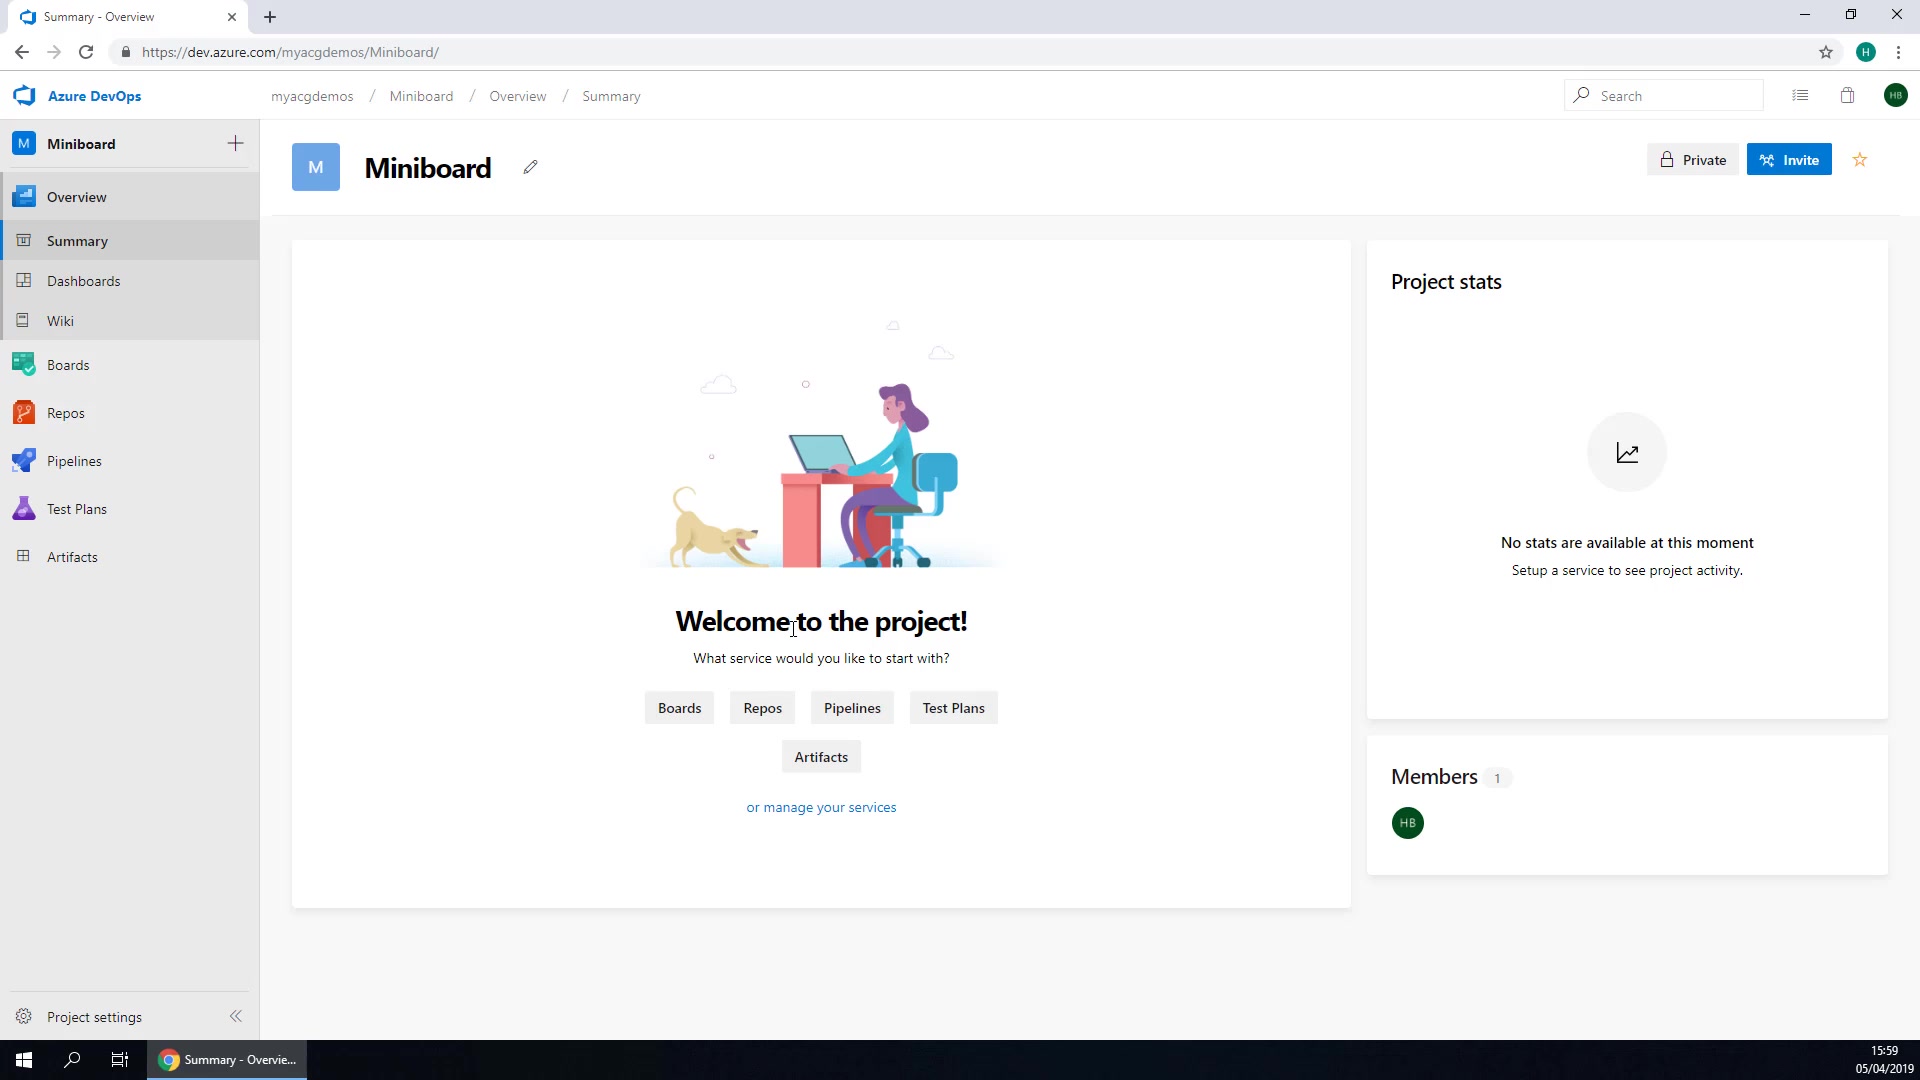 Summary - Overview
https://dev.azure.com/myacgdemos/Miniboard/
H
Azure DevOps
myacgdemos / Miniboard / Overview / Summary
Search
HB
M Miniboard
Overview
Summary
Dashboards
Wiki
Boards
Repos
Pipelines
Test Plans
Artifacts
Project settings
M Miniboard
Private
Invite
Welcome to the project!
What service would you like to start with?
Boards Repos Pipelines Test Plans
Artifacts
or manage your services
Project stats
No stats are available at this moment
Setup a service to see project activity.
Members 1
HB
Summary - Overvie...
15:59
05/04/2019